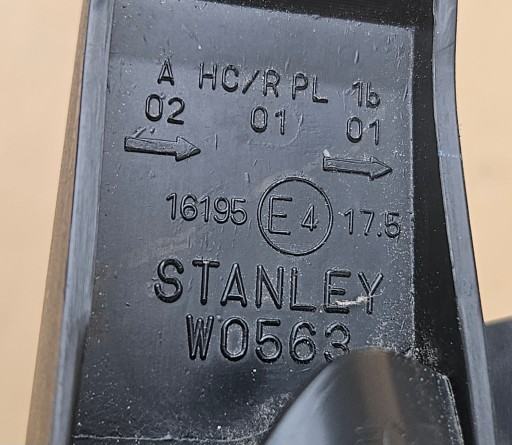 A HC/R PL 1b
02 01 01
16195 E4 17.5
STANLEY
W0563